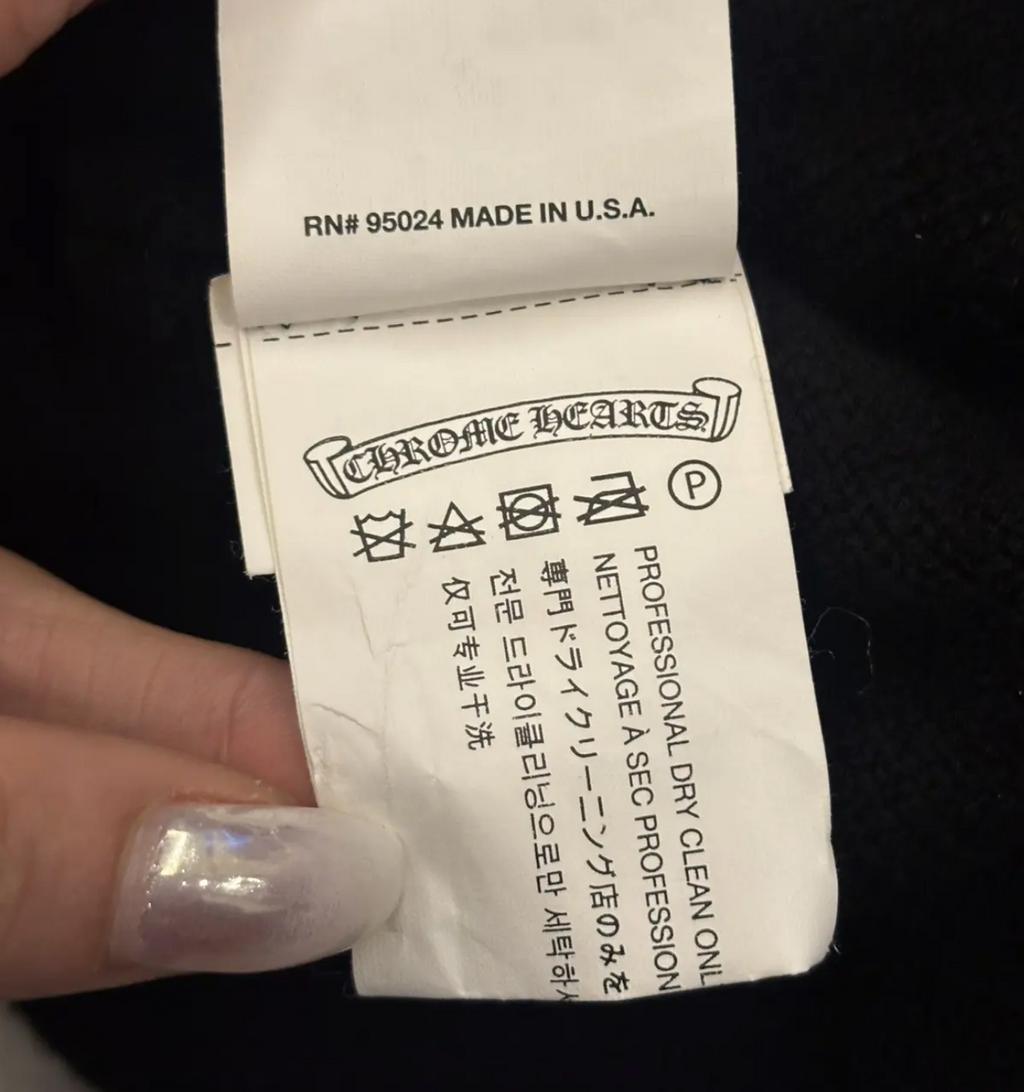 RN# 95024 MADE IN U.S.A.
CHROME HEARTS
P
PROFESSIONAL DRY CLEAN ONL
NETTOYAGE À SEC PROFESSION
専門ドライクリーニング店のみを
전문 드라이클리닝으로만 세탁하
仅可专业干洗